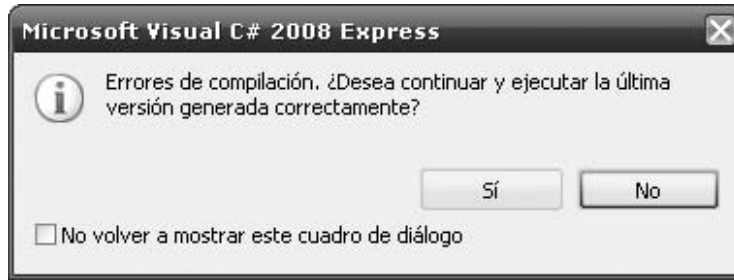 Microsoft Visual C# 2008 Express
Errores de compilación. ¿Desea continuar y ejecutar la última
versión generada correctamente?
Sí No
No volver a mostrar este cuadro de diálogo